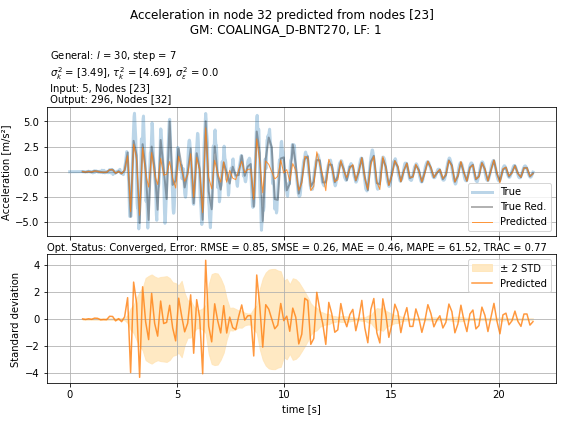 Acceleration in node 32 predicted from nodes [23]
GM: COALINGA_D-BNT270, LF: 1
General: l = 30, step = 7
σ²ₖ = [3.49], τ²ₖ = [4.69], σ²ε = 0.0
Input: 5, Nodes [23]
Output: 296, Nodes [32]
Acceleration [m/s²]
5.0
2.5
0.0
−2.5
−5.0
True
True Red.
Predicted
Opt. Status: Converged, Error: RMSE = 0.85, SMSE = 0.26, MAE = 0.46, MAPE = 61.52, TRAC = 0.77
Standard deviation
4
2
0
−2
−4
± 2 STD
Predicted
0
5
10
15
20
time [s]